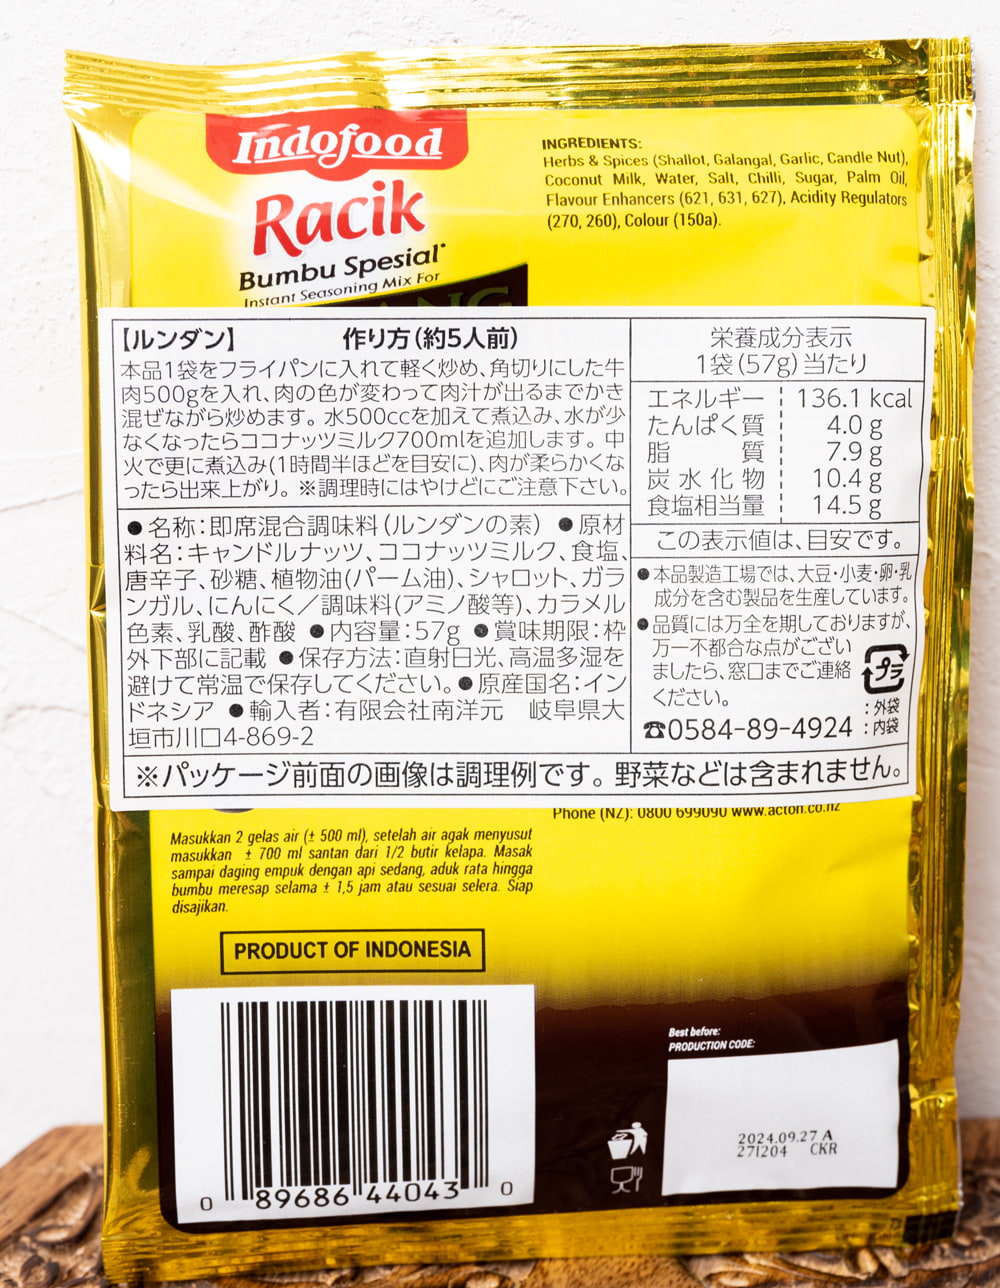 Indofood
Racik
Bumbu Spesial*
Instant Seasoning Mix For
INGREDIENTS:
Herbs & Spices (Shallot, Galangal, Garlic, Candle Nut),
Coconut Milk, Water, Salt, Chilli, Sugar, Palm Oil,
Flavour Enhancers (621, 631, 627), Acidity Regulators
(270, 260), Colour (150a).
【ルンダン】 作り方(約5人前)
本品1袋をフライパンに入れて軽く炒め、角切りにした牛
肉500gを入れ、肉の色が変わって肉汁が出るまでかき
混ぜながら炒めます。水500ccを加えて煮込み、水が少
なくなったらココナッツミルク700mlを追加します。中
火で更に煮込み(1時間半ほどを目安に)、肉が柔らかくな
ったら出来上がり。※調理時にはやけどにご注意下さい。
●名称:即席混合調味料(ルンダンの素) ●原材
料名:キャンドルナッツ、ココナッツミルク、食塩、
唐辛子、砂糖、植物油(パーム油)、シャロット、ガラ
ンガル、にんにく/調味料(アミノ酸等)、カラメル
色素、乳酸、酢酸 ●内容量:57g ●賞味期限:枠
外下部に記載 ●保存方法:直射日光、高温多湿を
避けて常温で保存してください。●原産国名:イン
ドネシア ●輸入者:有限会社南洋元 岐阜県大
垣市川口4-869-2
栄養成分表示
1袋(57g)当たり
エネルギー 136.1 kcal
たんぱく質 4.0 g
脂質 7.9 g
炭水化物 10.4 g
食塩相当量 14.5 g
この表示値は、目安です。
●本品製造工場では、大豆・小麦・卵・乳
成分を含む製品を生産しています。
●品質には万全を期しておりますが、
万一不都合な点がござい
ましたら、窓口までご連絡
ください。
プラ
:外袋
:内袋
☎0584-89-4924
※パッケージ前面の画像は調理例です。野菜などは含まれません。
Phone (NZ): 0800 699090 www.acton.co.nz
Masukkan 2 gelas air (± 500 ml), setelah air agak menyusut
masukkan ± 700 ml santan dari 1/2 butir kelapa. Masak
sampai daging empuk dengan api sedang, aduk rata hingga
bumbu meresap selama ± 1,5 jam atau sesuai selera. Siap
disajikan.
PRODUCT OF INDONESIA
0 89686 44043 0
Best before:
PRODUCTION CODE:
2024.09.27 A
271204 CKR